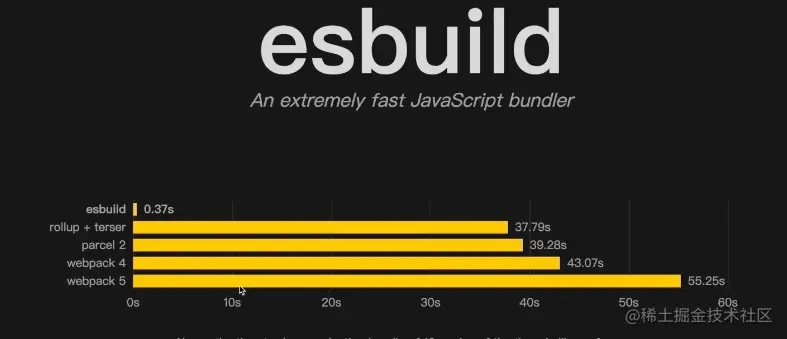 esbuild
An extremely fast JavaScript bundler
esbuild 0.37s
rollup + terser 37.79s
parcel 2 39.28s
webpack 4 43.07s
webpack 5 55.25s
0s 10s 20s 30s 40s 50s 60s
@稀土掘金技术社区